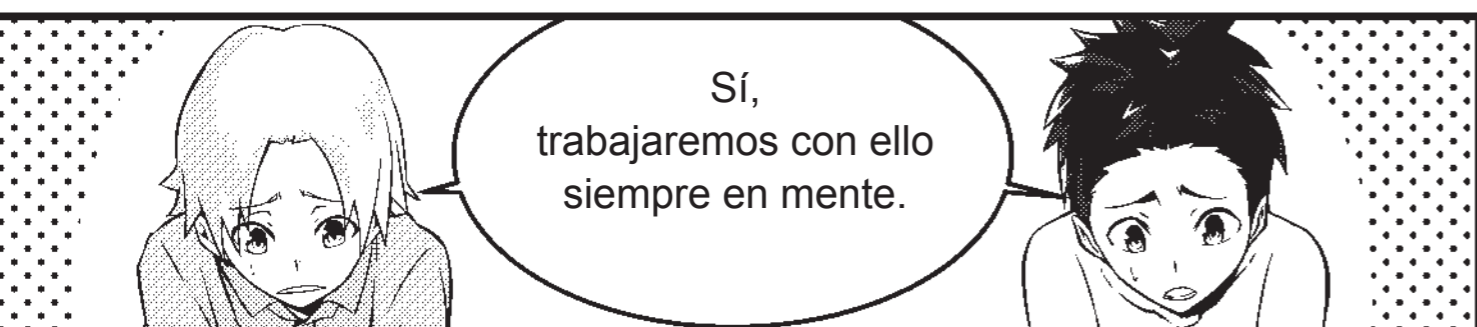 Sí,
trabajaremos con ello
siempre en mente.